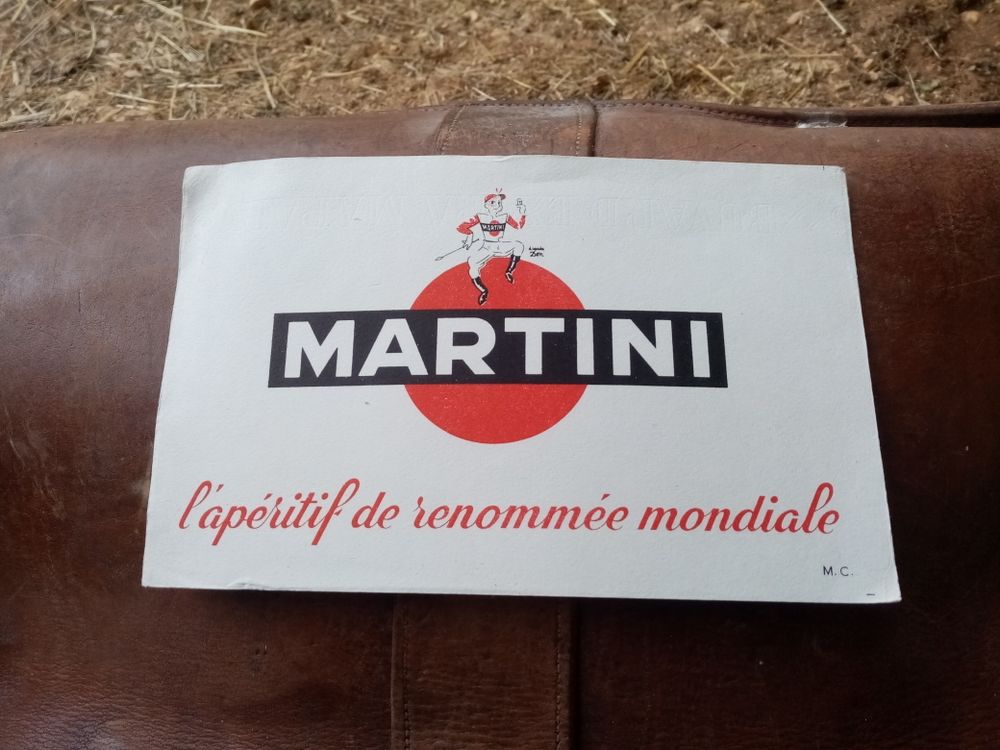 MARTINI
MARTINI
l'apéritif de renommée mondiale
M.C.